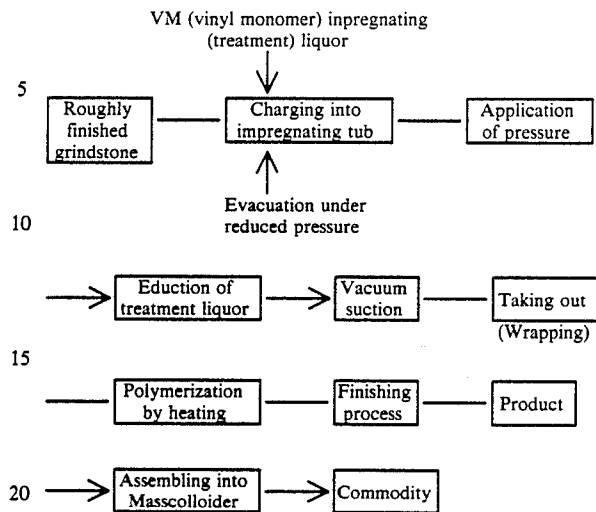 VM (vinyl monomer) inpregnating
(treatment) liquor
5
Roughly
finished
grindstone
Charging into
impregnating tub
Application
of pressure
Evacuation under
reduced pressure
10
Eduction of
treatment liquor
Vacuum
suction
Taking out
(Wrapping)
15
Polymerization
by heating
Finishing
process
Product
20
Assembling into
Masscolloider
Commodity